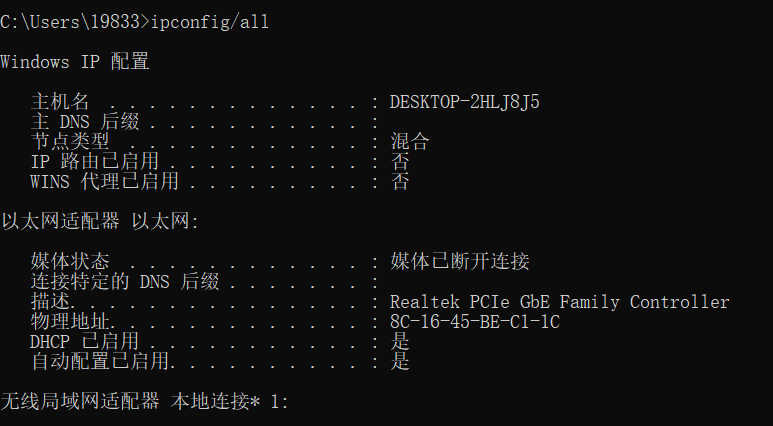 C:\Users\19833>ipconfig/all
Windows IP 配置
主机名 . . . . . . . . . . . . . : DESKTOP-2HLJ8J5
主 DNS 后缀 . . . . . . . . . . . :
节点类型 . . . . . . . . . . . . : 混合
IP 路由已启用 . . . . . . . . . . : 否
WINS 代理已启用 . . . . . . . . . : 否
以太网适配器 以太网:
媒体状态 . . . . . . . . . . . . : 媒体已断开连接
连接特定的 DNS 后缀 . . . . . . . :
描述. . . . . . . . . . . . . . . : Realtek PCIe GbE Family Controller
物理地址. . . . . . . . . . . . . : 8C-16-45-BE-C1-1C
DHCP 已启用 . . . . . . . . . . . : 是
自动配置已启用. . . . . . . . . . : 是
无线局域网适配器 本地连接* 1: